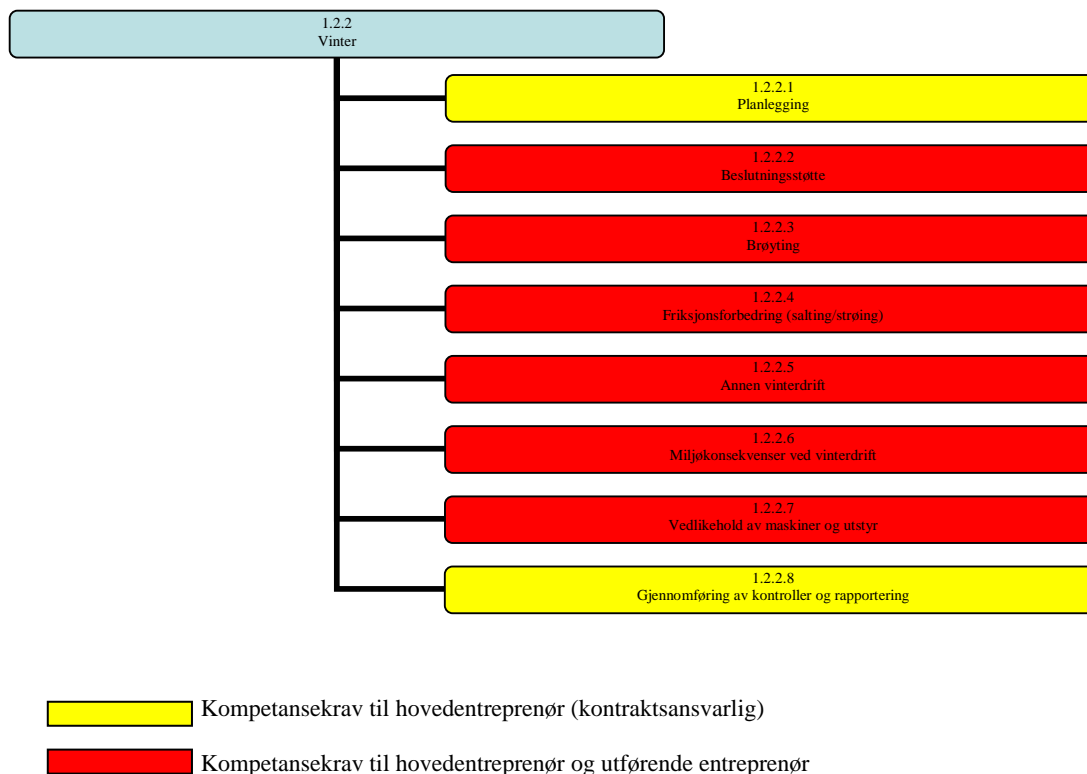 1.2.2
Vinter
1.2.2.1
Planlegging
1.2.2.2
Beslutningsstøtte
1.2.2.3
Brøyting
1.2.2.4
Friksjonsforbedring (salting/strøing)
1.2.2.5
Annen vinterdrift
1.2.2.6
Miljøkonsekvenser ved vinterdrift
1.2.2.7
Vedlikehold av maskiner og utstyr
1.2.2.8
Gjennomføring av kontroller og rapportering
Kompetansekrav til hovedentreprenør (kontraktsansvarlig)
Kompetansekrav til hovedentreprenør og utførende entreprenør